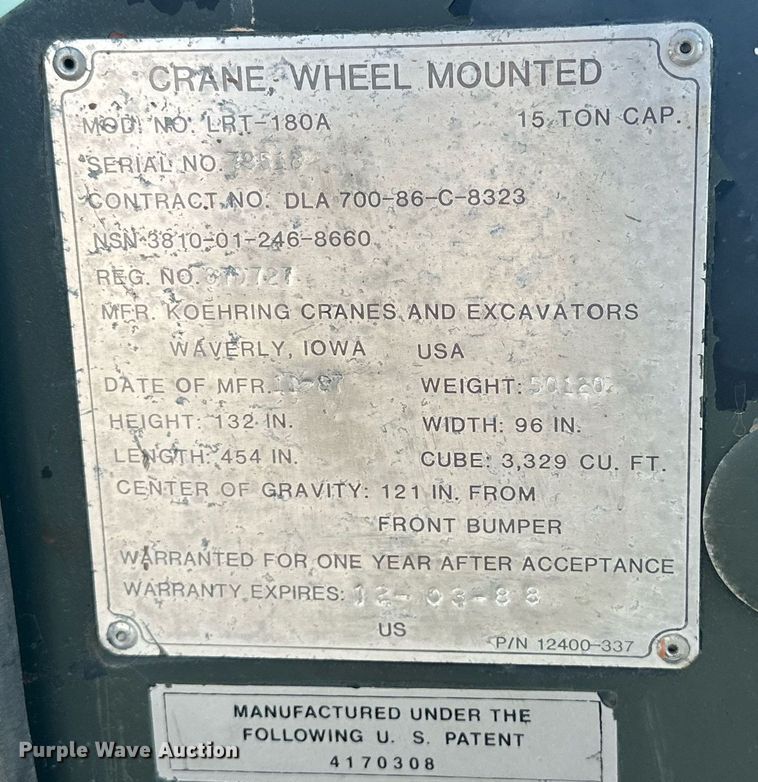 CRANE, WHEEL MOUNTED
MOD. NO. LRT-180A 15 TON CAP.
SERIAL NO.
CONTRACT NO. DLA 700-86-C-8323
NSN 3810-01-246-8660
REG. NO.
MFR. KOEHRING CRANES AND EXCAVATORS
WAVERLY, IOWA USA
DATE OF MFR. WEIGHT:
HEIGHT: 132 IN. WIDTH: 96 IN.
LENGTH: 454 IN. CUBE: 3,329 CU. FT.
CENTER OF GRAVITY: 121 IN. FROM
FRONT BUMPER
WARRANTED FOR ONE YEAR AFTER ACCEPTANCE
WARRANTY EXPIRES: 12-03-88
US P/N 12400-337
MANUFACTURED UNDER THE
FOLLOWING U. S. PATENT
4170308
Purple Wave Auction